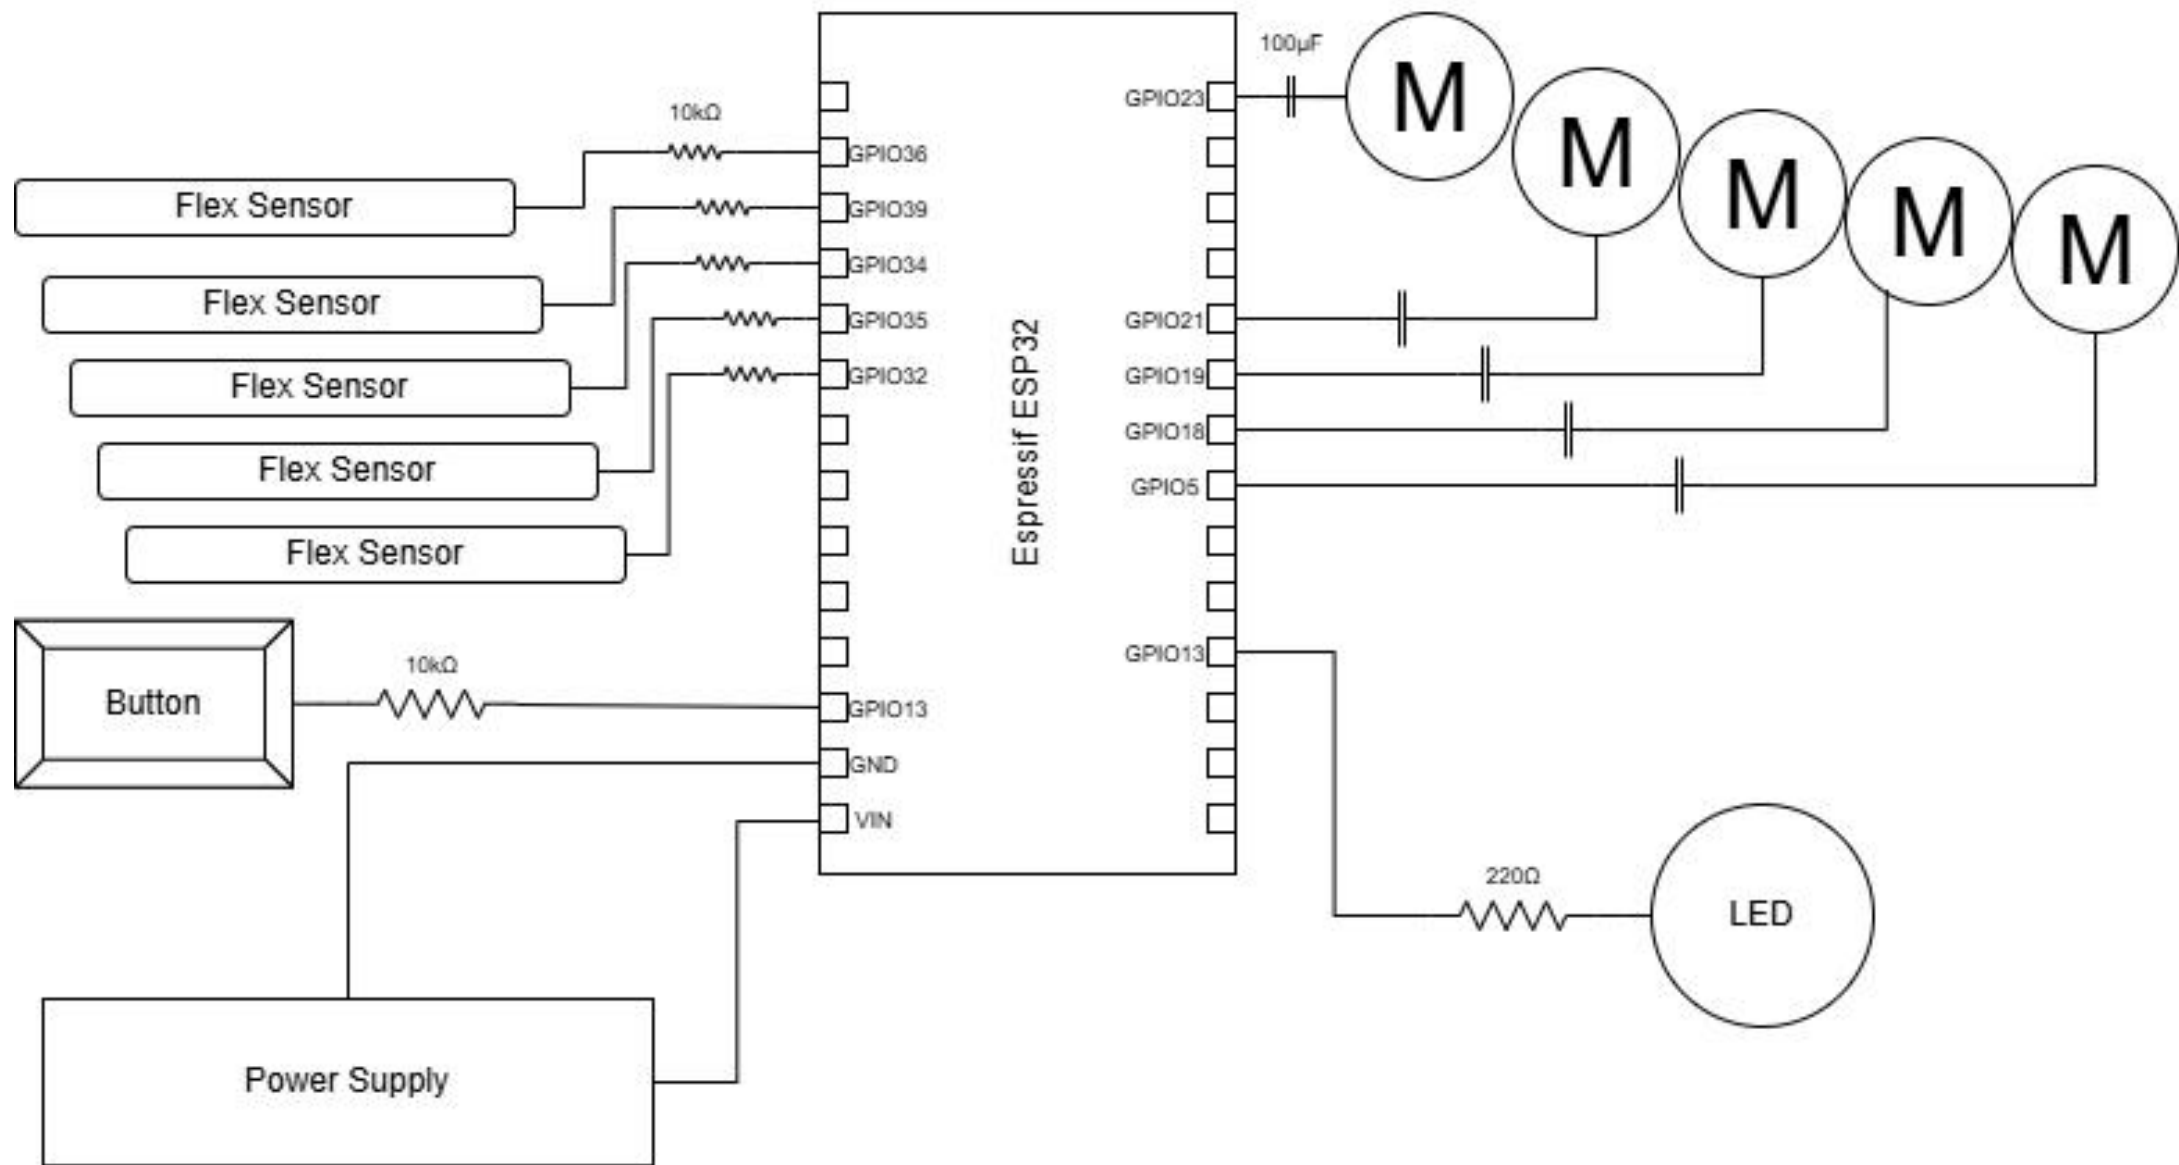 100µF
M
M
M
M
M
GPIO23
10kΩ
GPIO36
Flex Sensor
GPIO39
GPIO34
Flex Sensor
GPIO35
GPIO21
Flex Sensor
GPIO32
GPIO19
Espressif ESP32
GPIO18
Flex Sensor
GPIO5
Flex Sensor
GPIO13
10kΩ
Button
GPIO13
GND
VIN
220Ω
LED
Power Supply